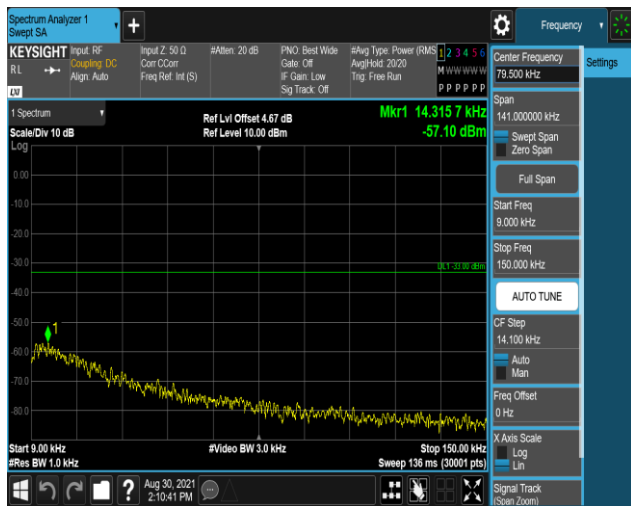 Spectrum Analyzer 1
Swept SA
Frequency
KEYSIGHT
RL
LXI
Input: RF
Coupling: DC
Align: Auto
Input Z: 50 Ω
Corr CCorr
Freq Ref: Int (S)
#Atten: 20 dB
PNO: Best Wide
Gate: Off
IF Gain: Low
Sig Track: Off
#Avg Type: Power (RMS
Avg|Hold: 20/20
Trig: Free Run
1 2 3 4 5 6
M W W W W W
P P P P P P
1 Spectrum
Scale/Div 10 dB
Ref Lvl Offset 4.67 dB
Ref Level 10.00 dBm
Mkr1 14.315 7 kHz
-57.10 dBm
Log
0.00
-10.0
-20.0
-30.0
-40.0
-50.0
-60.0
-70.0
-80.0
DL1 -33.00 dBm
1
Start 9.00 kHz
#Res BW 1.0 kHz
#Video BW 3.0 kHz
Stop 150.00 kHz
Sweep 136 ms (30001 pts)
Aug 30, 2021
2:10:41 PM
Center Frequency
79.500 kHz
Settings
Span
141.000000 kHz
Swept Span
Zero Span
Full Span
Start Freq
9.000 kHz
Stop Freq
150.000 kHz
AUTO TUNE
CF Step
14.100 kHz
Auto
Man
Freq Offset
0 Hz
X Axis Scale
Log
Lin
Signal Track
(Span Zoom)